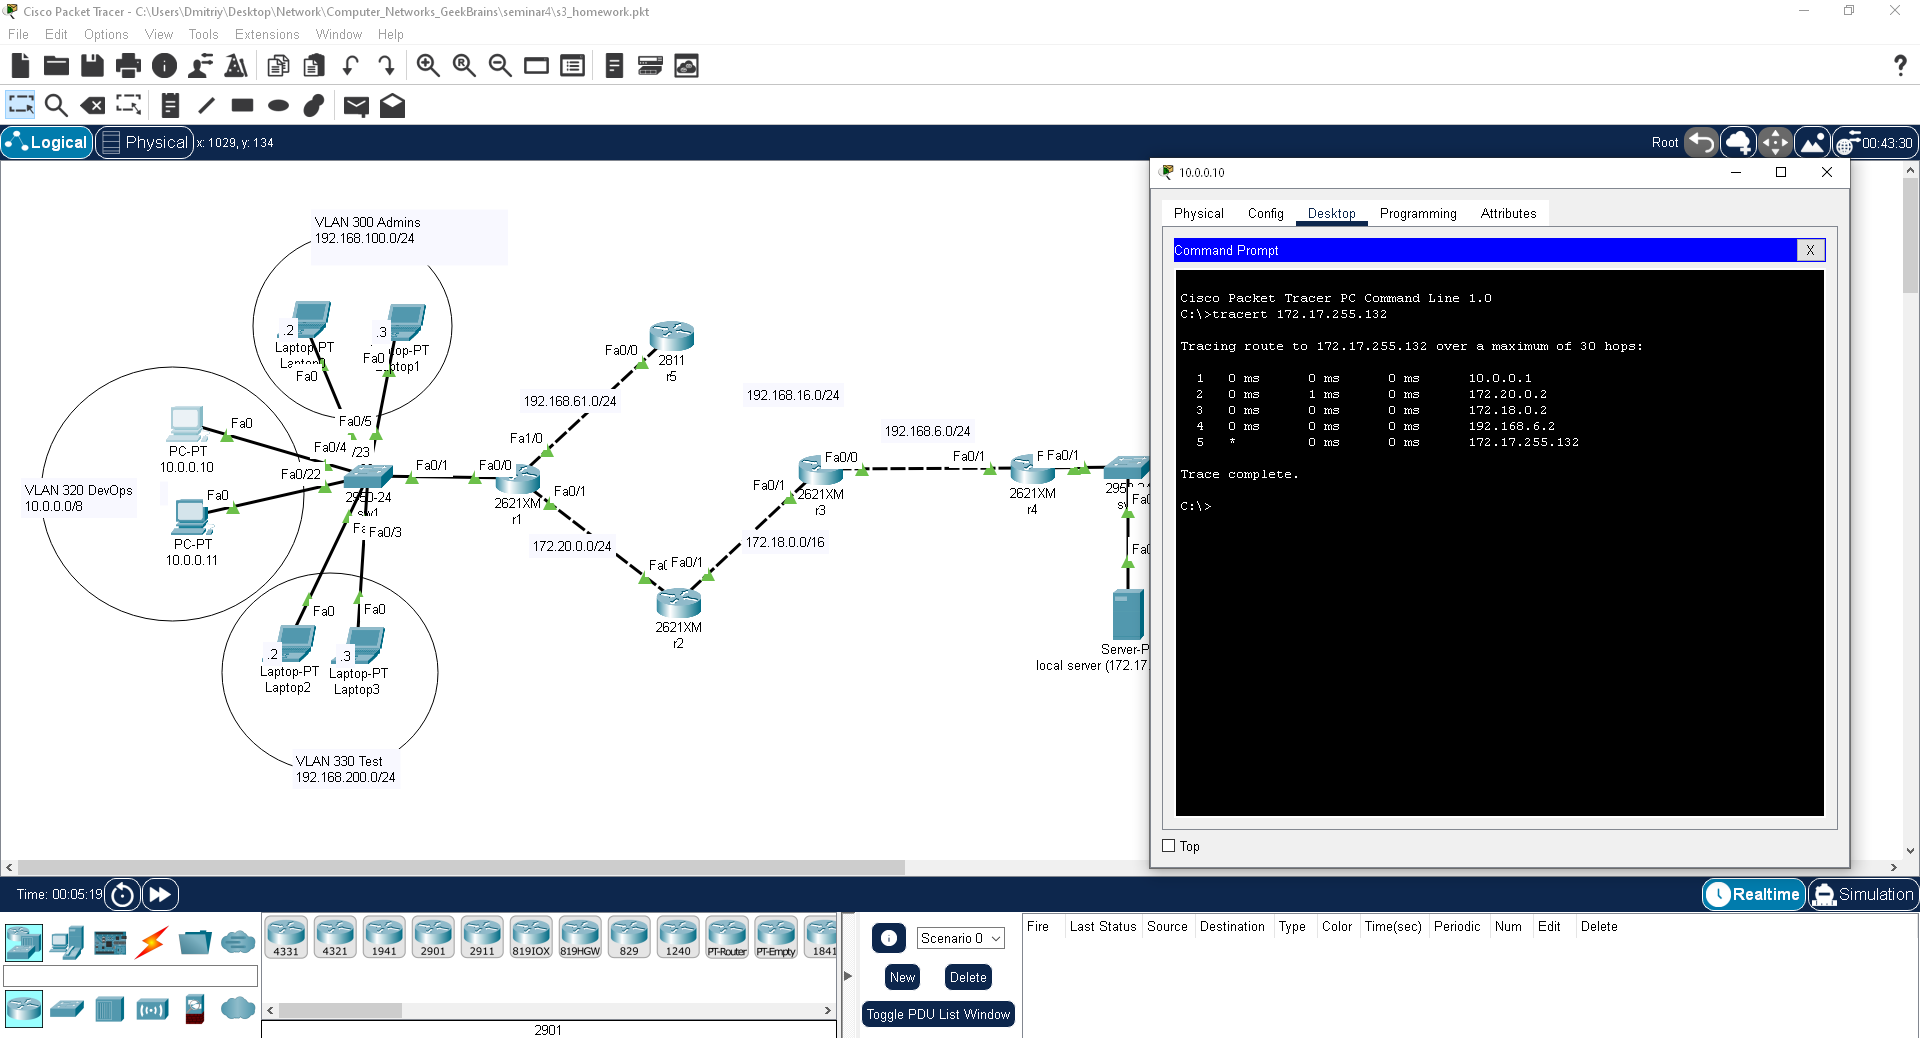 Cisco Packet Tracer - C:\Users\Dmitriy\Desktop\Network\Computer_Networks_GeekBrains\seminar4\s3_homework.pkt
File Edit Options View Tools Extensions Window Help
Logical Physical x: 1029, y: 134 Root 00:43:30
VLAN 300 Admins
192.168.100.0/24
.2
Laptop-PT
Fa0
.3
Fa0
Fa0/5
VLAN 320 DevOps
10.0.0.0/8
Fa0
PC-PT
10.0.0.10
Fa0
PC-PT
10.0.0.11
Fa0/4
/23
Fa0/22
2950-24
sw1
Fa0/1
Fa0/3
Fa0
Fa0
.2
Laptop-PT
Laptop2
.3
Laptop-PT
Laptop3
VLAN 330 Test
192.168.200.0/24
Fa0/0
2621XM
r1
Fa1/0
192.168.61.0/24
Fa0/0
2811
r5
Fa0/1
172.20.0.0/24
Fa0/1
2621XM
r2
172.18.0.0/16
192.168.16.0/24
Fa0/1
Fa0/0
2621XM
r3
192.168.6.0/24
Fa0/1
Fa0/1
2621XM
r4
Server-P
local server (172.17.
10.0.0.10
Physical Config Desktop Programming Attributes
Command Prompt X
Cisco Packet Tracer PC Command Line 1.0
C:\>tracert 172.17.255.132
Tracing route to 172.17.255.132 over a maximum of 30 hops:
1 0 ms 0 ms 0 ms 10.0.0.1
2 0 ms 1 ms 0 ms 172.20.0.2
3 0 ms 0 ms 0 ms 172.18.0.2
4 0 ms 0 ms 0 ms 192.168.6.2
5 * 0 ms 0 ms 172.17.255.132
Trace complete.
C:\>
Top
Time: 00:05:19 Realtime Simulation
4331 4321 1941 2901 2911 819IOX 819HGW 829 1240 PT-Router PT-Empty 1841
2901
Scenario 0
New Delete
Toggle PDU List Window
Fire Last Status Source Destination Type Color Time(sec) Periodic Num Edit Delete